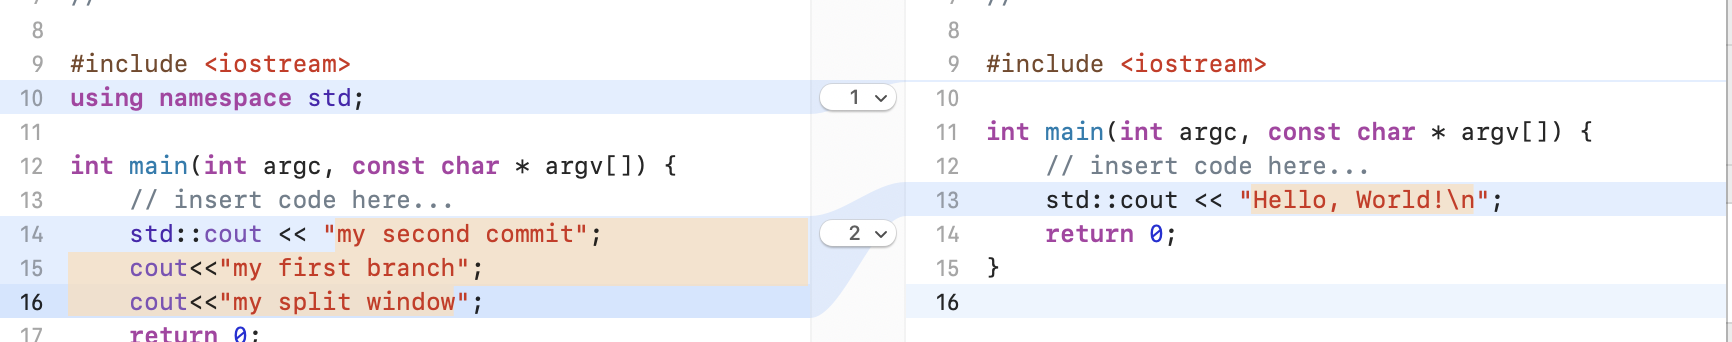 7 //
8
9 #include <iostream>
10 using namespace std;
11
12 int main(int argc, const char * argv[]) {
13     // insert code here...
14     std::cout << "my second commit";
15     cout<<"my first branch";
16     cout<<"my split window";
17     return 0;
1
2
7 //
8
9 #include <iostream>
10
11 int main(int argc, const char * argv[]) {
12     // insert code here...
13     std::cout << "Hello, World!\n";
14     return 0;
15 }
16